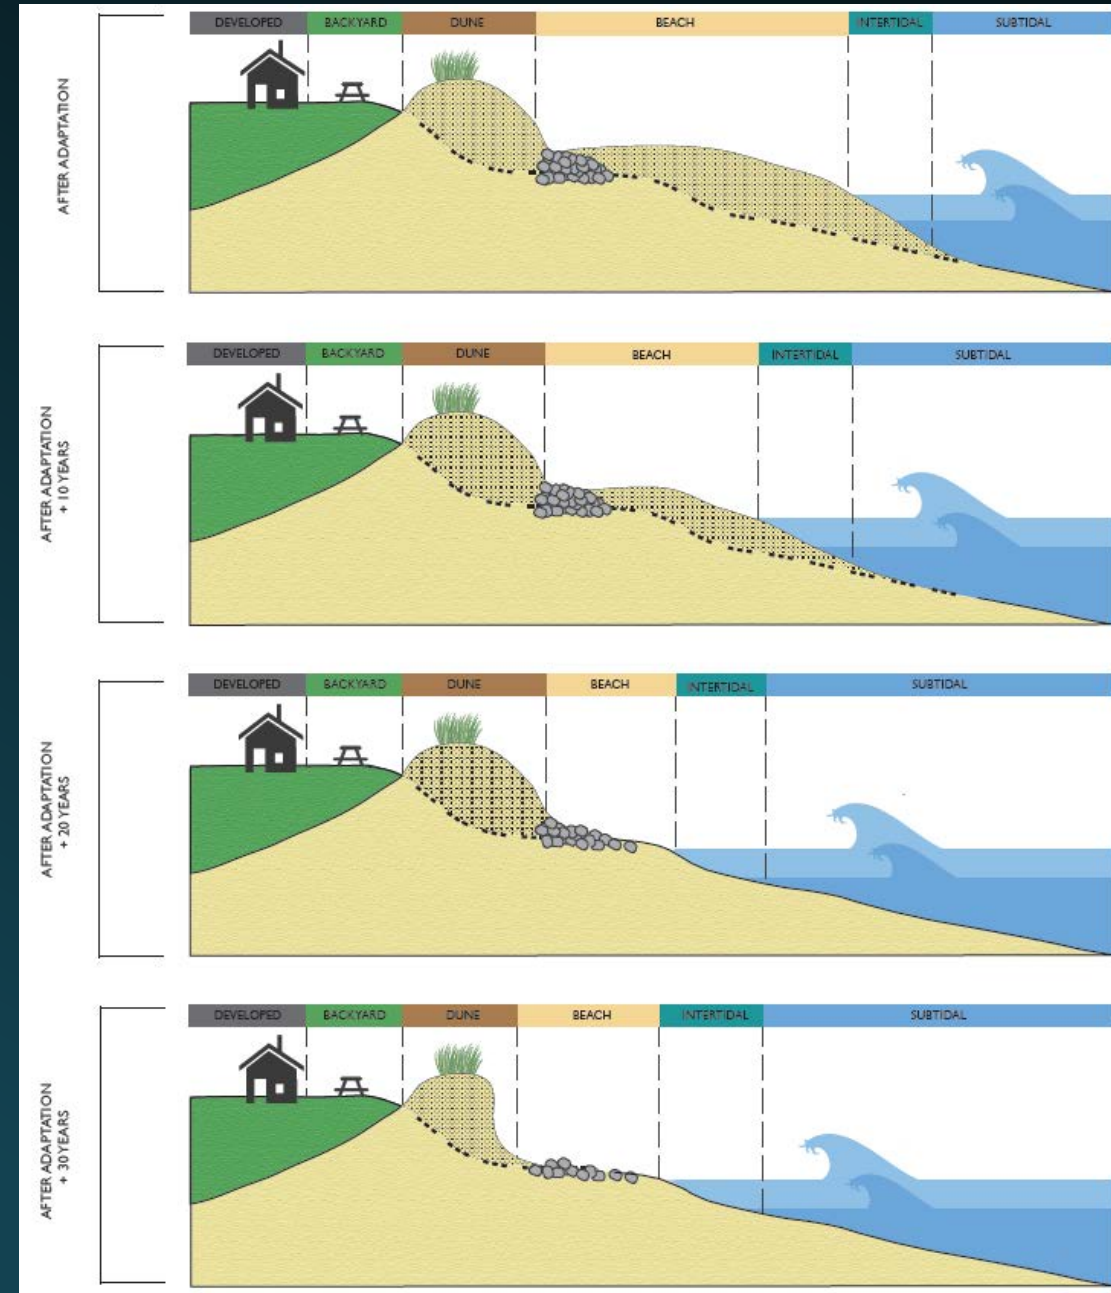 DEVELOPED BACKYARD DUNE BEACH INTERTIDAL SUBTIDAL
AFTER ADAPTATION
DEVELOPED BACKYARD DUNE BEACH INTERTIDAL SUBTIDAL
AFTER ADAPTATION
+ 10 YEARS
DEVELOPED BACKYARD DUNE BEACH INTERTIDAL SUBTIDAL
AFTER ADAPTATION
+ 20 YEARS
DEVELOPED BACKYARD DUNE BEACH INTERTIDAL SUBTIDAL
AFTER ADAPTATION
+ 30 YEARS